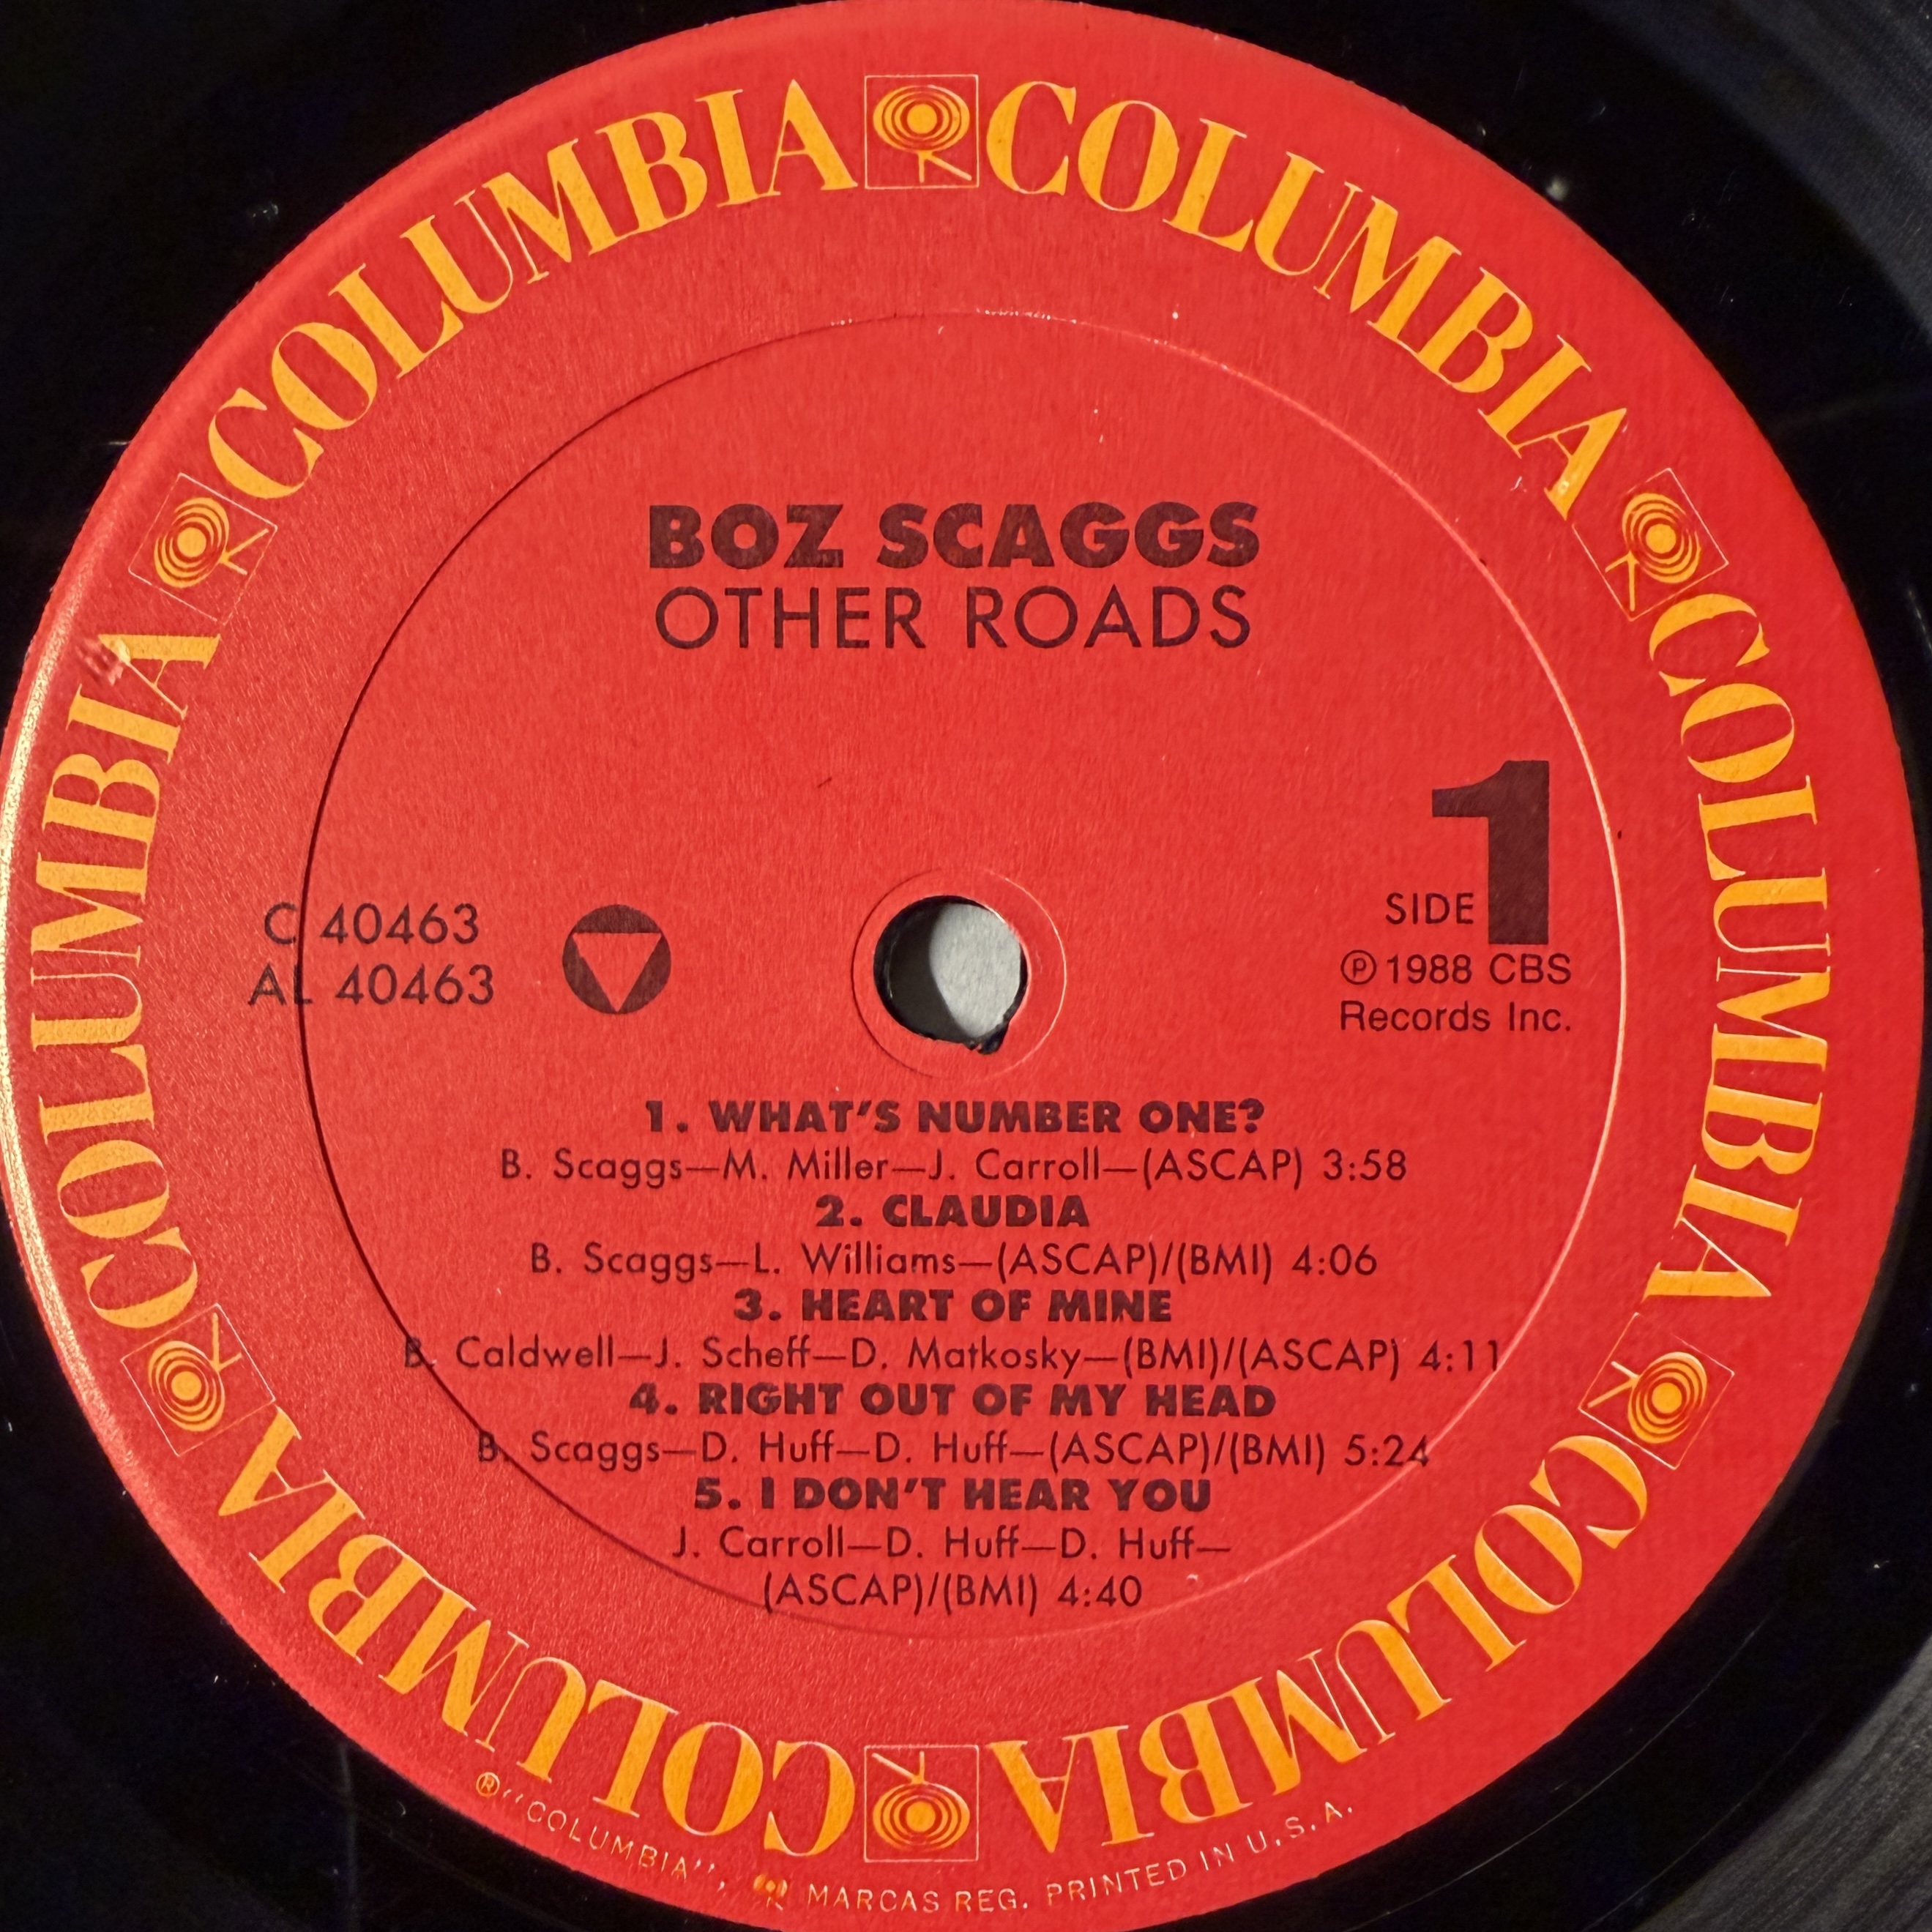 COLUMBIA COLUMBIA COLUMBIA COLUMBIA COLUMBIA COLUMBIA
BOZ SCAGGS
OTHER ROADS
C 40463
AL 40463
SIDE 1
℗ 1988 CBS
Records Inc.
1. WHAT'S NUMBER ONE?
B. Scaggs—M. Miller—J. Carroll—(ASCAP) 3:58
2. CLAUDIA
B. Scaggs—L. Williams—(ASCAP)/(BMI) 4:06
3. HEART OF MINE
B. Caldwell—J. Scheff—D. Matkosky—(BMI)/(ASCAP) 4:11
4. RIGHT OUT OF MY HEAD
B. Scaggs—D. Huff—D. Huff—(ASCAP)/(BMI) 5:24
5. I DON'T HEAR YOU
J. Carroll—D. Huff—D. Huff—
(ASCAP)/(BMI) 4:40
® "COLUMBIA", MARCAS REG. PRINTED IN U.S.A.